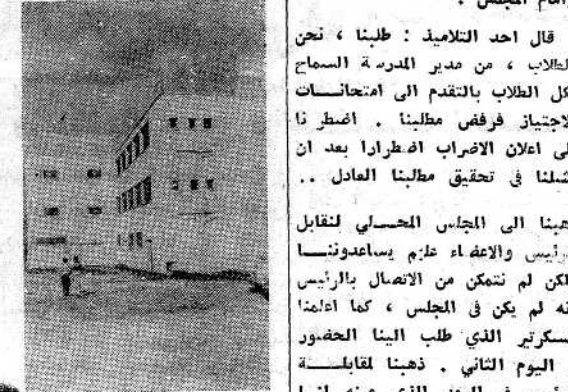 وامام المجلس .
قال احد التلاميذ : طلبنا ، نحن
الطلاب ، من مدير المدرسة السماح
لكل الطلاب بالتقدم الى امتحانات
الاجتياز فرفض مطلبنا . اضطرنا
الى اعلان الاضراب اضطرارا بعد ان
فشلنا في تحقيق مطلبنا العادل ..
ذهبنا الى المجلس المحلي لنقابل
الرئيس والاعضاء علهم يساعدوننا
لكن لم نتمكن من الاتصال بالرئيس
لانه لم يكن في المجلس ، كما اعلمنا
السكرتير الذي طلب الينا الحضور
اليوم الثاني . ذهبنا لمقابلة